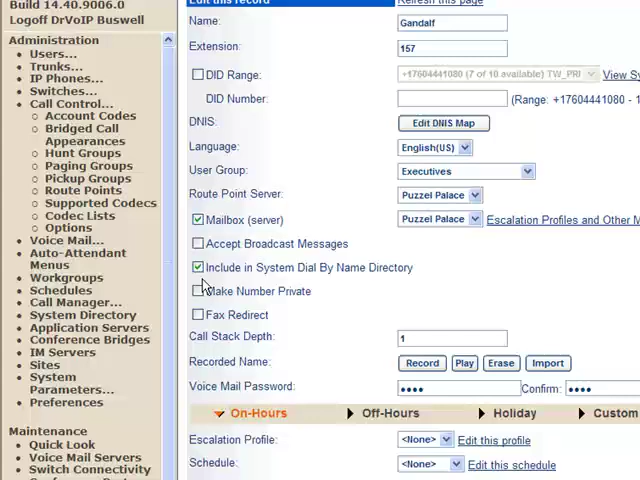 Build 14.40.9006.0
Logoff DrVoIP Buswell
Administration
Users...
Trunks...
IP Phones...
Switches...
Call Control...
Account Codes
Bridged Call
Appearances
Hunt Groups
Paging Groups
Pickup Groups
Route Points
Supported Codecs
Codec Lists
Options
Voice Mail...
Auto-Attendant
Menus
Workgroups
Schedules
Call Manager...
System Directory
Application Servers
Conference Bridges
IM Servers
Sites
System
Parameters...
Preferences
Maintenance
Quick Look
Voice Mail Servers
Switch Connectivity
Edit this record Refresh this page
Name: Gandalf
Extension: 157
DID Range: +17604441080 (7 of 10 available) TW_PRI View Sy
DID Number: (Range: +17604441080 - 1
DNIS: Edit DNIS Map
Language: English(US)
User Group: Executives
Route Point Server: Puzzel Palace
Mailbox (server) Puzzel Palace Escalation Profiles and Other M
Accept Broadcast Messages
Include in System Dial By Name Directory
Make Number Private
Fax Redirect
Call Stack Depth: 1
Recorded Name: Record Play Erase Import
Voice Mail Password: •••• Confirm: ••••
On-Hours Off-Hours Holiday Custom
Escalation Profile: <None> Edit this profile
Schedule: <None> Edit this schedule